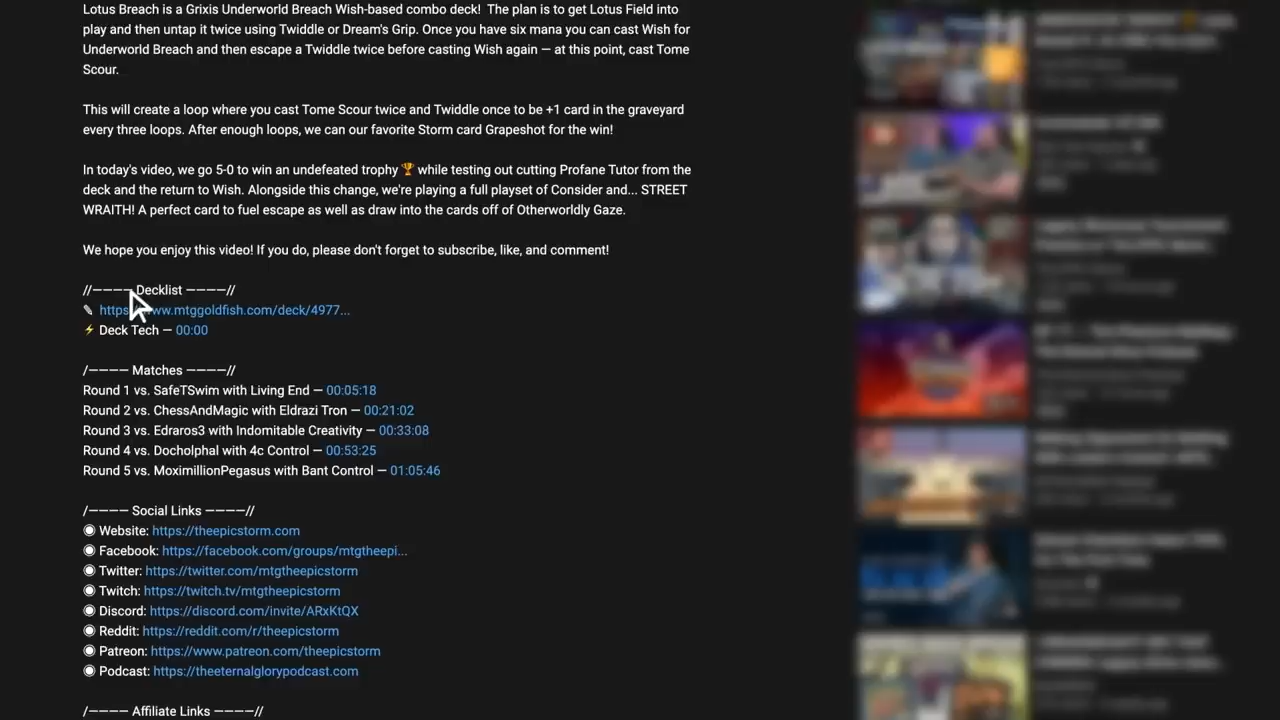 Lotus Breach is a Grixis Underworld Breach Wish-based combo deck!  The plan is to get Lotus Field into
play and then untap it twice using Twiddle or Dream's Grip. Once you have six mana you can cast Wish for
Underworld Breach and then escape a Twiddle twice before casting Wish again — at this point, cast Tome
Scour.
This will create a loop where you cast Tome Scour twice and Twiddle once to be +1 card in the graveyard
every three loops. After enough loops, we can our favorite Storm card Grapeshot for the win!
In today's video, we go 5-0 to win an undefeated trophy 🏆 while testing out cutting Profane Tutor from the
deck and the return to Wish. Alongside this change, we're playing a full playset of Consider and... STREET
WRAITH! A perfect card to fuel escape as well as draw into the cards off of Otherworldly Gaze.
We hope you enjoy this video! If you do, please don't forget to subscribe, like, and comment!
//———— Decklist ————//
✎ https www.mtggoldfish.com/deck/4977...
⚡ Deck Tech — 00:00
/———— Matches ————//
Round 1 vs. SafeTSwim with Living End — 00:05:18
Round 2 vs. ChessAndMagic with Eldrazi Tron — 00:21:02
Round 3 vs. Edraros3 with Indomitable Creativity — 00:33:08
Round 4 vs. Docholphal with 4c Control — 00:53:25
Round 5 vs. MoximillionPegasus with Bant Control — 01:05:46
/———— Social Links ————//
◉ Website: https://theepicstorm.com
◉ Facebook: https://facebook.com/groups/mtgtheepi...
◉ Twitter: https://twitter.com/mtgtheepicstorm
◉ Twitch: https://twitch.tv/mtgtheepicstorm
◉ Discord: https://discord.com/invite/ARxKtQX
◉ Reddit: https://reddit.com/r/theepicstorm
◉ Patreon: https://www.patreon.com/theepicstorm
◉ Podcast: https://theeternalglorypodcast.com
/———— Affiliate Links ————//